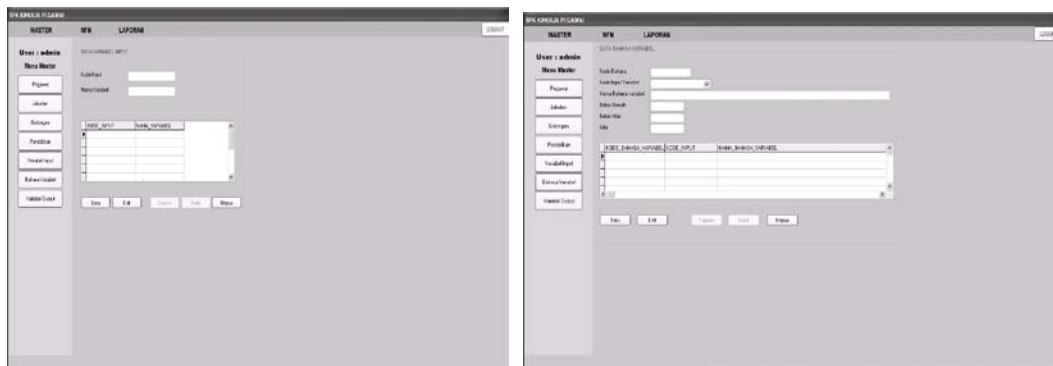 SPK KINERJA PEGAWAI
MASTER NFN LAPORAN LOGOUT
User : admin
Menu Master
Pegawai
Jabatan
Golongan
Pendidikan
Variabel Input
Bahasa Variabel
Variabel Output
DATA VARIABEL INPUT
Kode Input
Nama Variabel
KODE_INPUT NAMA_VARIABEL
Baru Edit Simpan Batal Hapus
SPK KINERJA PEGAWAI
MASTER NFN LAPORAN
User : admin
Menu Master
Pegawai
Jabatan
Golongan
Pendidikan
Variabel Input
Bahasa Variabel
Variabel Output
DATA BAHASA VARIABEL
Kode Bahasa
Kode Input Variabel
Nama Bahasa variabel
Batas Bawah
Batas Atas
Nilai
KODE_BAHASA_VARIABEL KODE_INPUT NAMA_BAHASA_VARIABEL
Baru Edit Simpan Batal Hapus